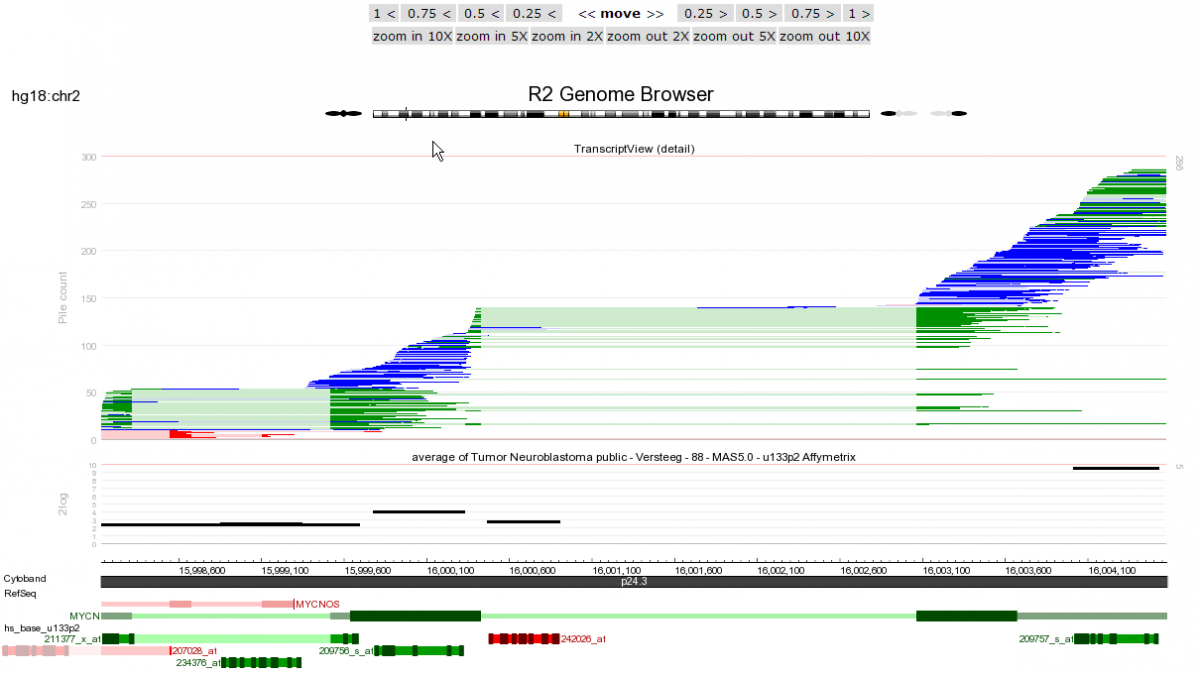 1 < 0.75 < 0.5 < 0.25 < << move >> 0.25 > 0.5 > 0.75 > 1 >
zoom in 10X zoom in 5X zoom in 2X zoom out 2X zoom out 5X zoom out 10X
hg18:chr2
R2 Genome Browser
TranscriptView (detail)
300
298
250
200
150
100
50
0
Pile count
average of Tumor Neuroblastoma public - Versteeg - 88 - MAS5.0 - u133p2 Affymetrix
10
5
9
8
7
6
5
4
3
2
1
0
2log
15,998,600 15,999,100 15,999,600 16,000,100 16,000,600 16,001,100 16,001,600 16,002,100 16,002,600 16,003,100 16,003,600 16,004,100
Cytoband
p24.3
RefSeq
MYCNOS
MYCN
hs_base_u133p2
211377_x_at
242026_at
209757_s_at
207028_at
209756_s_at
234376_at